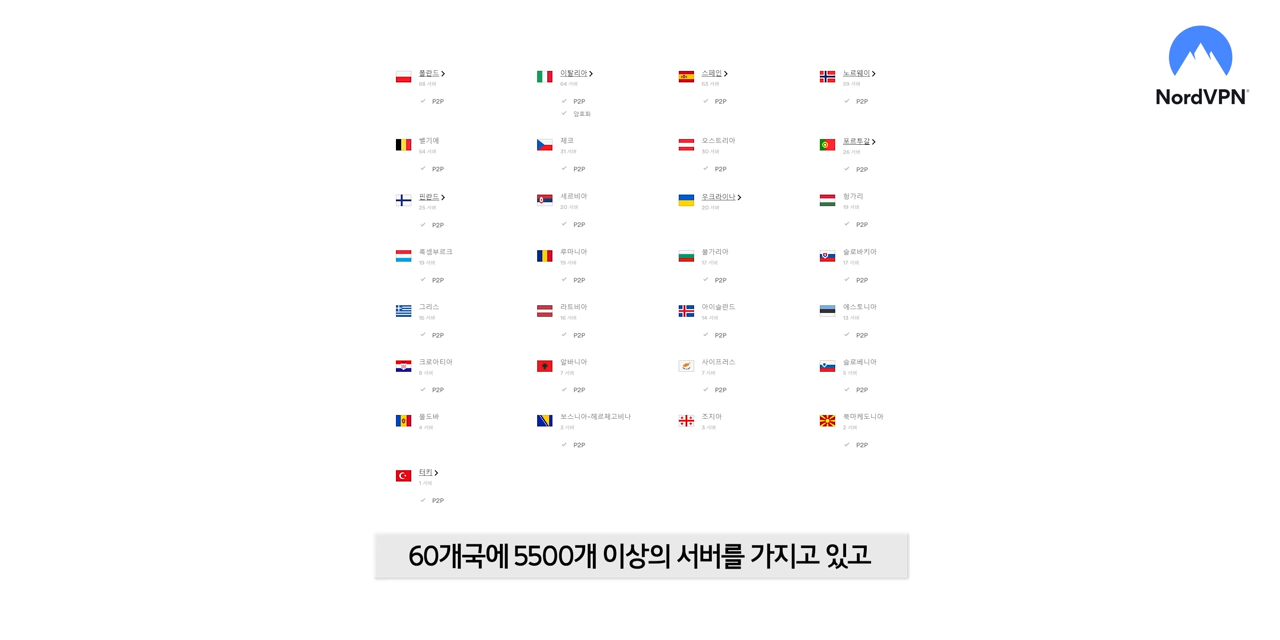 NordVPN®
폴란드
58 서버
P2P
이탈리아
64 서버
P2P
암호화
스페인
62 서버
P2P
노르웨이
59 서버
P2P
벨기에
54 서버
P2P
체코
31 서버
P2P
오스트리아
30 서버
P2P
포르투갈
26 서버
P2P
핀란드
25 서버
P2P
세르비아
20 서버
P2P
우크라이나
20 서버
헝가리
19 서버
P2P
룩셈부르크
19 서버
P2P
루마니아
19 서버
P2P
불가리아
17 서버
P2P
슬로바키아
17 서버
P2P
그리스
16 서버
P2P
라트비아
16 서버
P2P
아이슬란드
14 서버
P2P
에스토니아
13 서버
P2P
크로아티아
서버
P2P
알바니아
7 서버
P2P
사이프러스
7 서버
P2P
슬로베니아
5 서버
P2P
몰도바
4 서버
보스니아-헤르체고비나
3 서버
P2P
조지아
3 서버
북마케도니아
2 서버
P2P
터키
1 서버
P2P
60개국에 5500개 이상의 서버를 가지고 있고